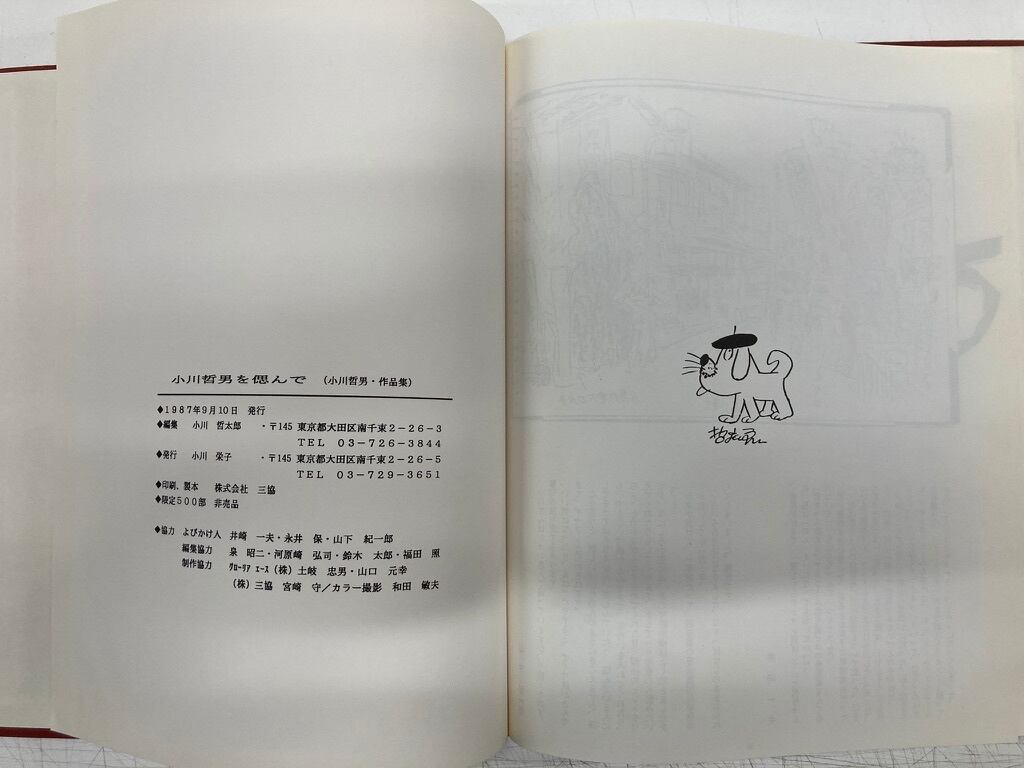 小川哲男を偲んで （小川哲男・作品集）
◆1987年9月10日 発行
◆編集 小川 哲太郎 ・〒145 東京都大田区南千束2－26－3
TEL 03－726－3844
◆発行 小川 栄子 ・〒145 東京都大田区南千束2－26－5
TEL 03－729－3651
◆印刷、製本 株式会社 三協
◆限定500部 非売品
◆協力 よびかけ人 井崎 一夫・永井 保・山下 紀一郎
編集協力 泉 昭二・河原崎 弘司・鈴木 太郎・福田 照
制作協力 グローリア エース（株）土岐 忠男・山口 元幸
（株）三協 宮崎 守／カラー撮影 和田 敏夫